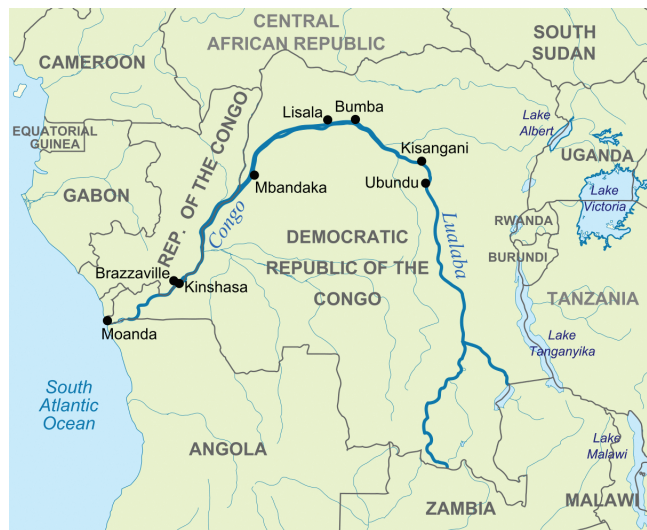 CENTRAL
AFRICAN REPUBLIC
SOUTH
SUDAN
CAMEROON
Lisala
Bumba
Lake
Albert
EQUATORIAL
GUINEA
REP. OF THE CONGO
Kisangani
UGANDA
GABON
Mbandaka
Ubundu
Lake
Victoria
Congo
Lualaba
RWANDA
DEMOCRATIC
REPUBLIC OF THE
CONGO
BURUNDI
Brazzaville
Kinshasa
TANZANIA
Moanda
Lake
Tanganyika
South
Atlantic
Ocean
ANGOLA
Lake
Malawi
ZAMBIA
MALAWI